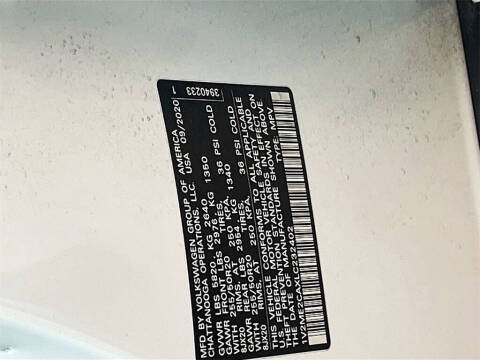 MFD BY VOLKSWAGEN GROUP OF AMERICA
CHATTANOOGA OPERATIONS, LLC. USA 09/2020
GVWR LBS 5820 KG 2640
GAWR FRONT LBS 2976 KG 1350
WITH 255/50R20 TIRES,
8JX20 RIMS, AT 250 KPA, 36 PSI COLD
GAWR REAR LBS 2954 KG 1340
WITH 255/50R20 TIRES,
8JX20 RIMS, AT 250 KPA, 36 PSI COLD
THIS VEHICLE CONFORMS TO ALL APPLICABLE
FEDERAL MOTOR VEHICLE SAFETY AND
THEFT PREVENTION STANDARDS IN EFFECT ON
THE DATE OF MANUFACTURE SHOWN ABOVE.
1V2ME2CAXLC232402 TYPE: MPV
3940233 1